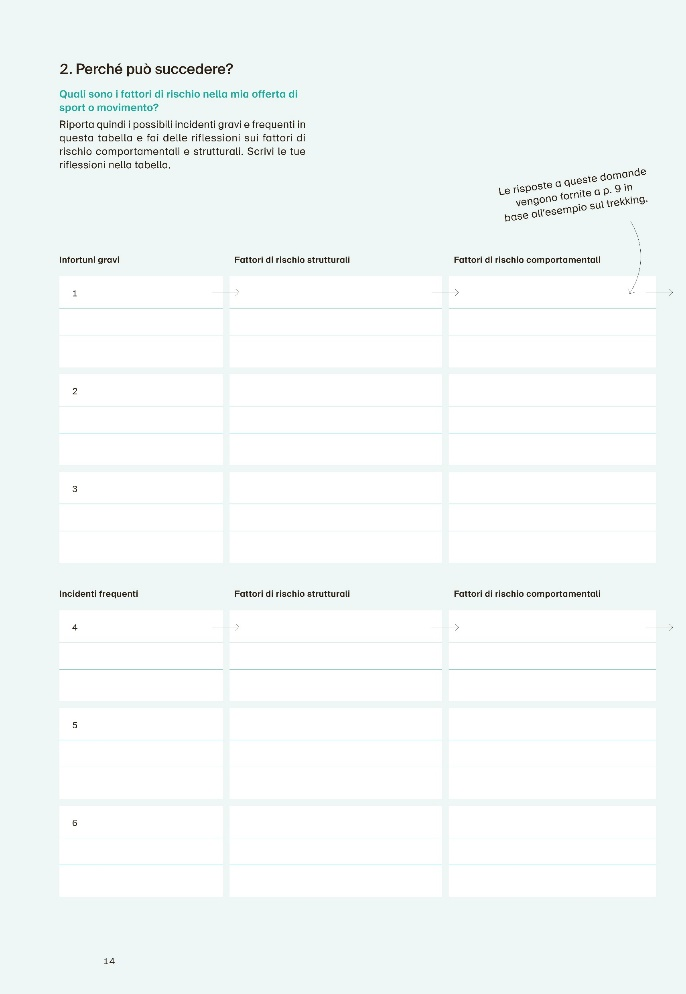 2. Perché può succedere?
Quali sono i fattori di rischio nella mia offerta di
sport o movimento?
Riporta quindi i possibili incidenti gravi e frequenti in
questa tabella e fai delle riflessioni sui fattori di
rischio comportamentali e strutturali. Scrivi le tue
riflessioni nella tabella.
Le risposte a queste domande
vengono fornite a p. 9 in
base all'esempio sul trekking.
Infortuni gravi
Fattori di rischio strutturali
Fattori di rischio comportamentali
1
2
3
Incidenti frequenti
Fattori di rischio strutturali
Fattori di rischio comportamentali
4
5
6
14